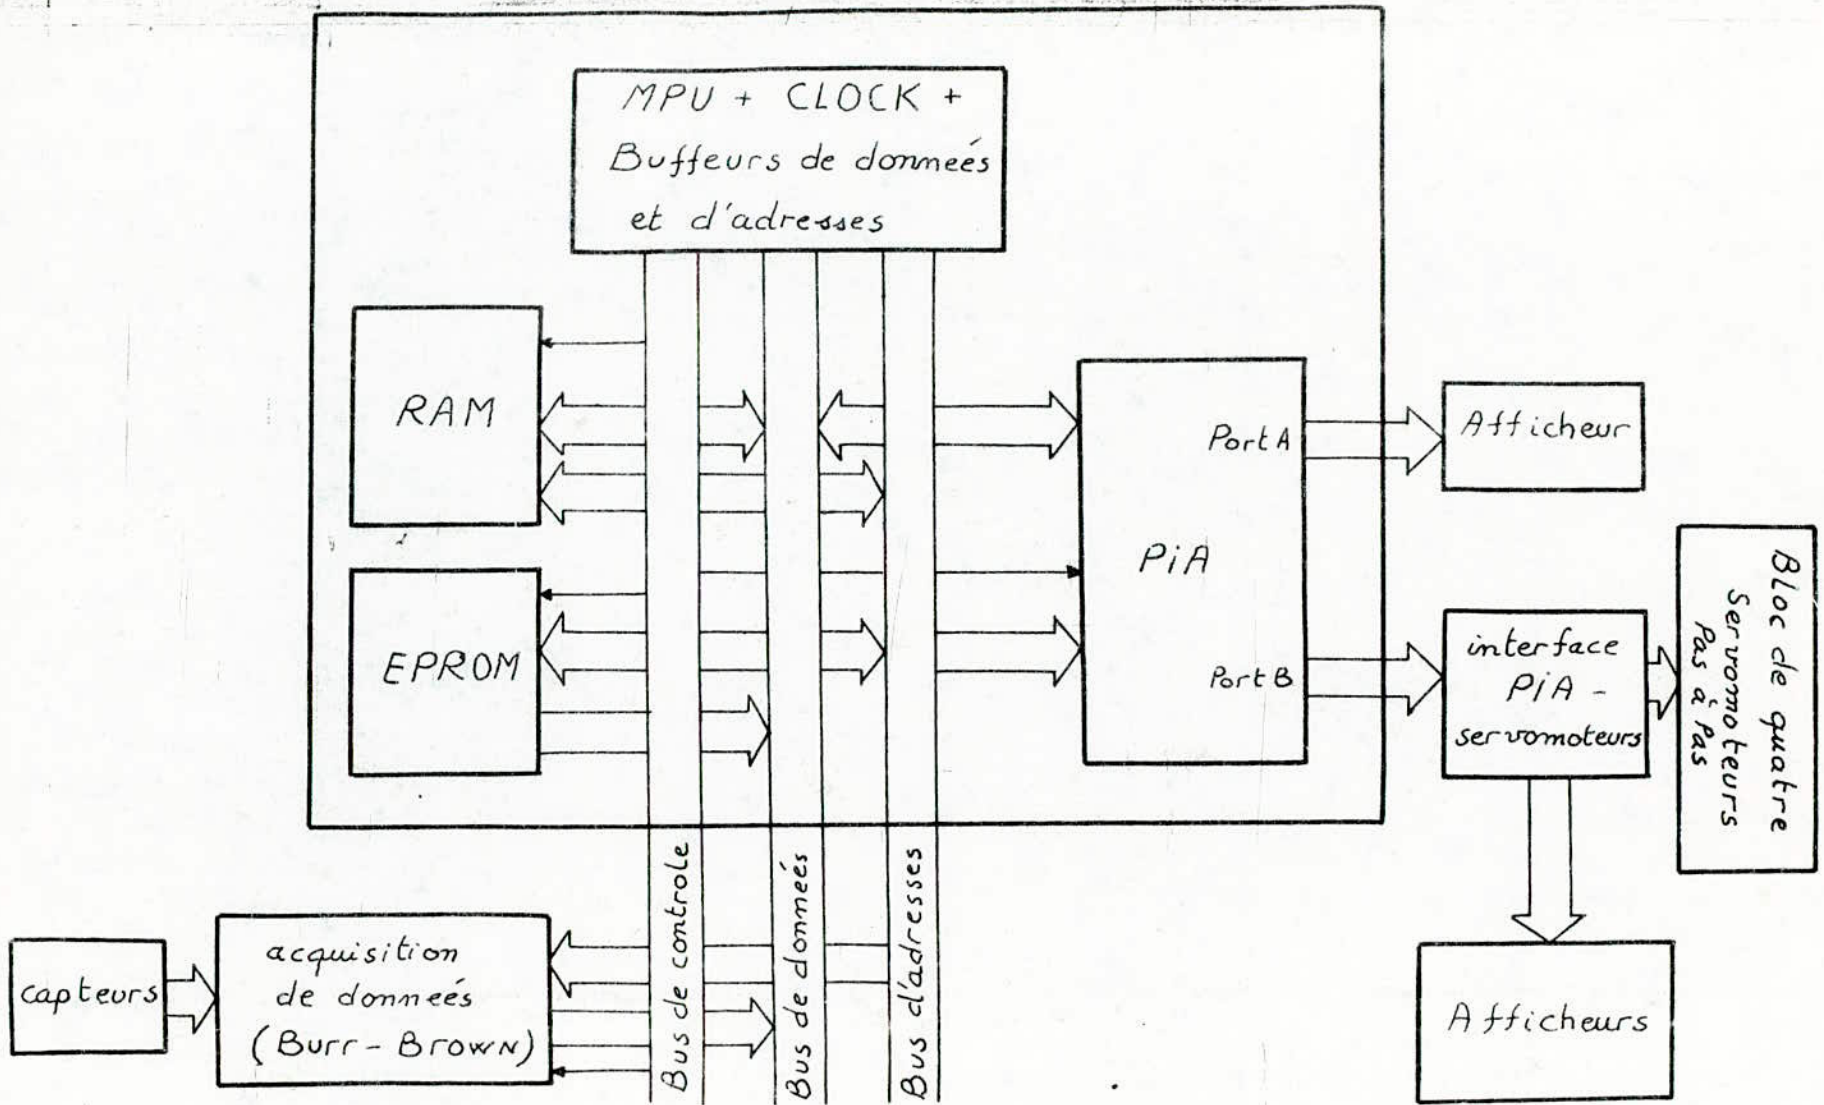 MPU + CLOCK +
Buffeurs de donneés
et d'adresses
RAM
EPROM
PiA
Port A
Port B
Afficheur
interface
PiA -
servomoteurs
Bloc de quatre
Servomoteurs
Pas à Pas
Afficheurs
capteurs
acquisition
de donneés
(Burr-Brown)
Bus de controle
Bus de donneés
Bus d'adresses